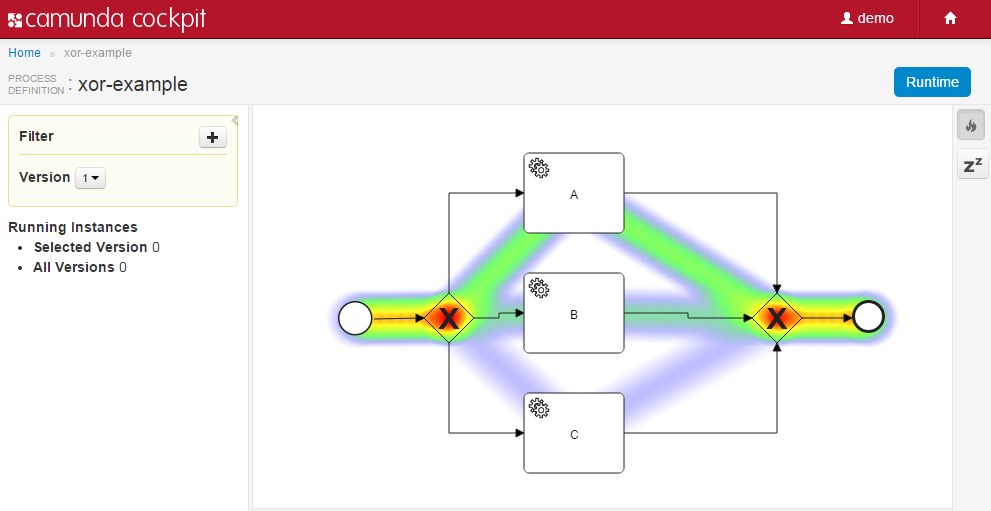 camunda cockpit
demo
Home » xor-example
PROCESS DEFINITION : xor-example
Runtime
Filter
+
Version 1
Running Instances
• Selected Version 0
• All Versions 0
A
B
C
X
X
zz